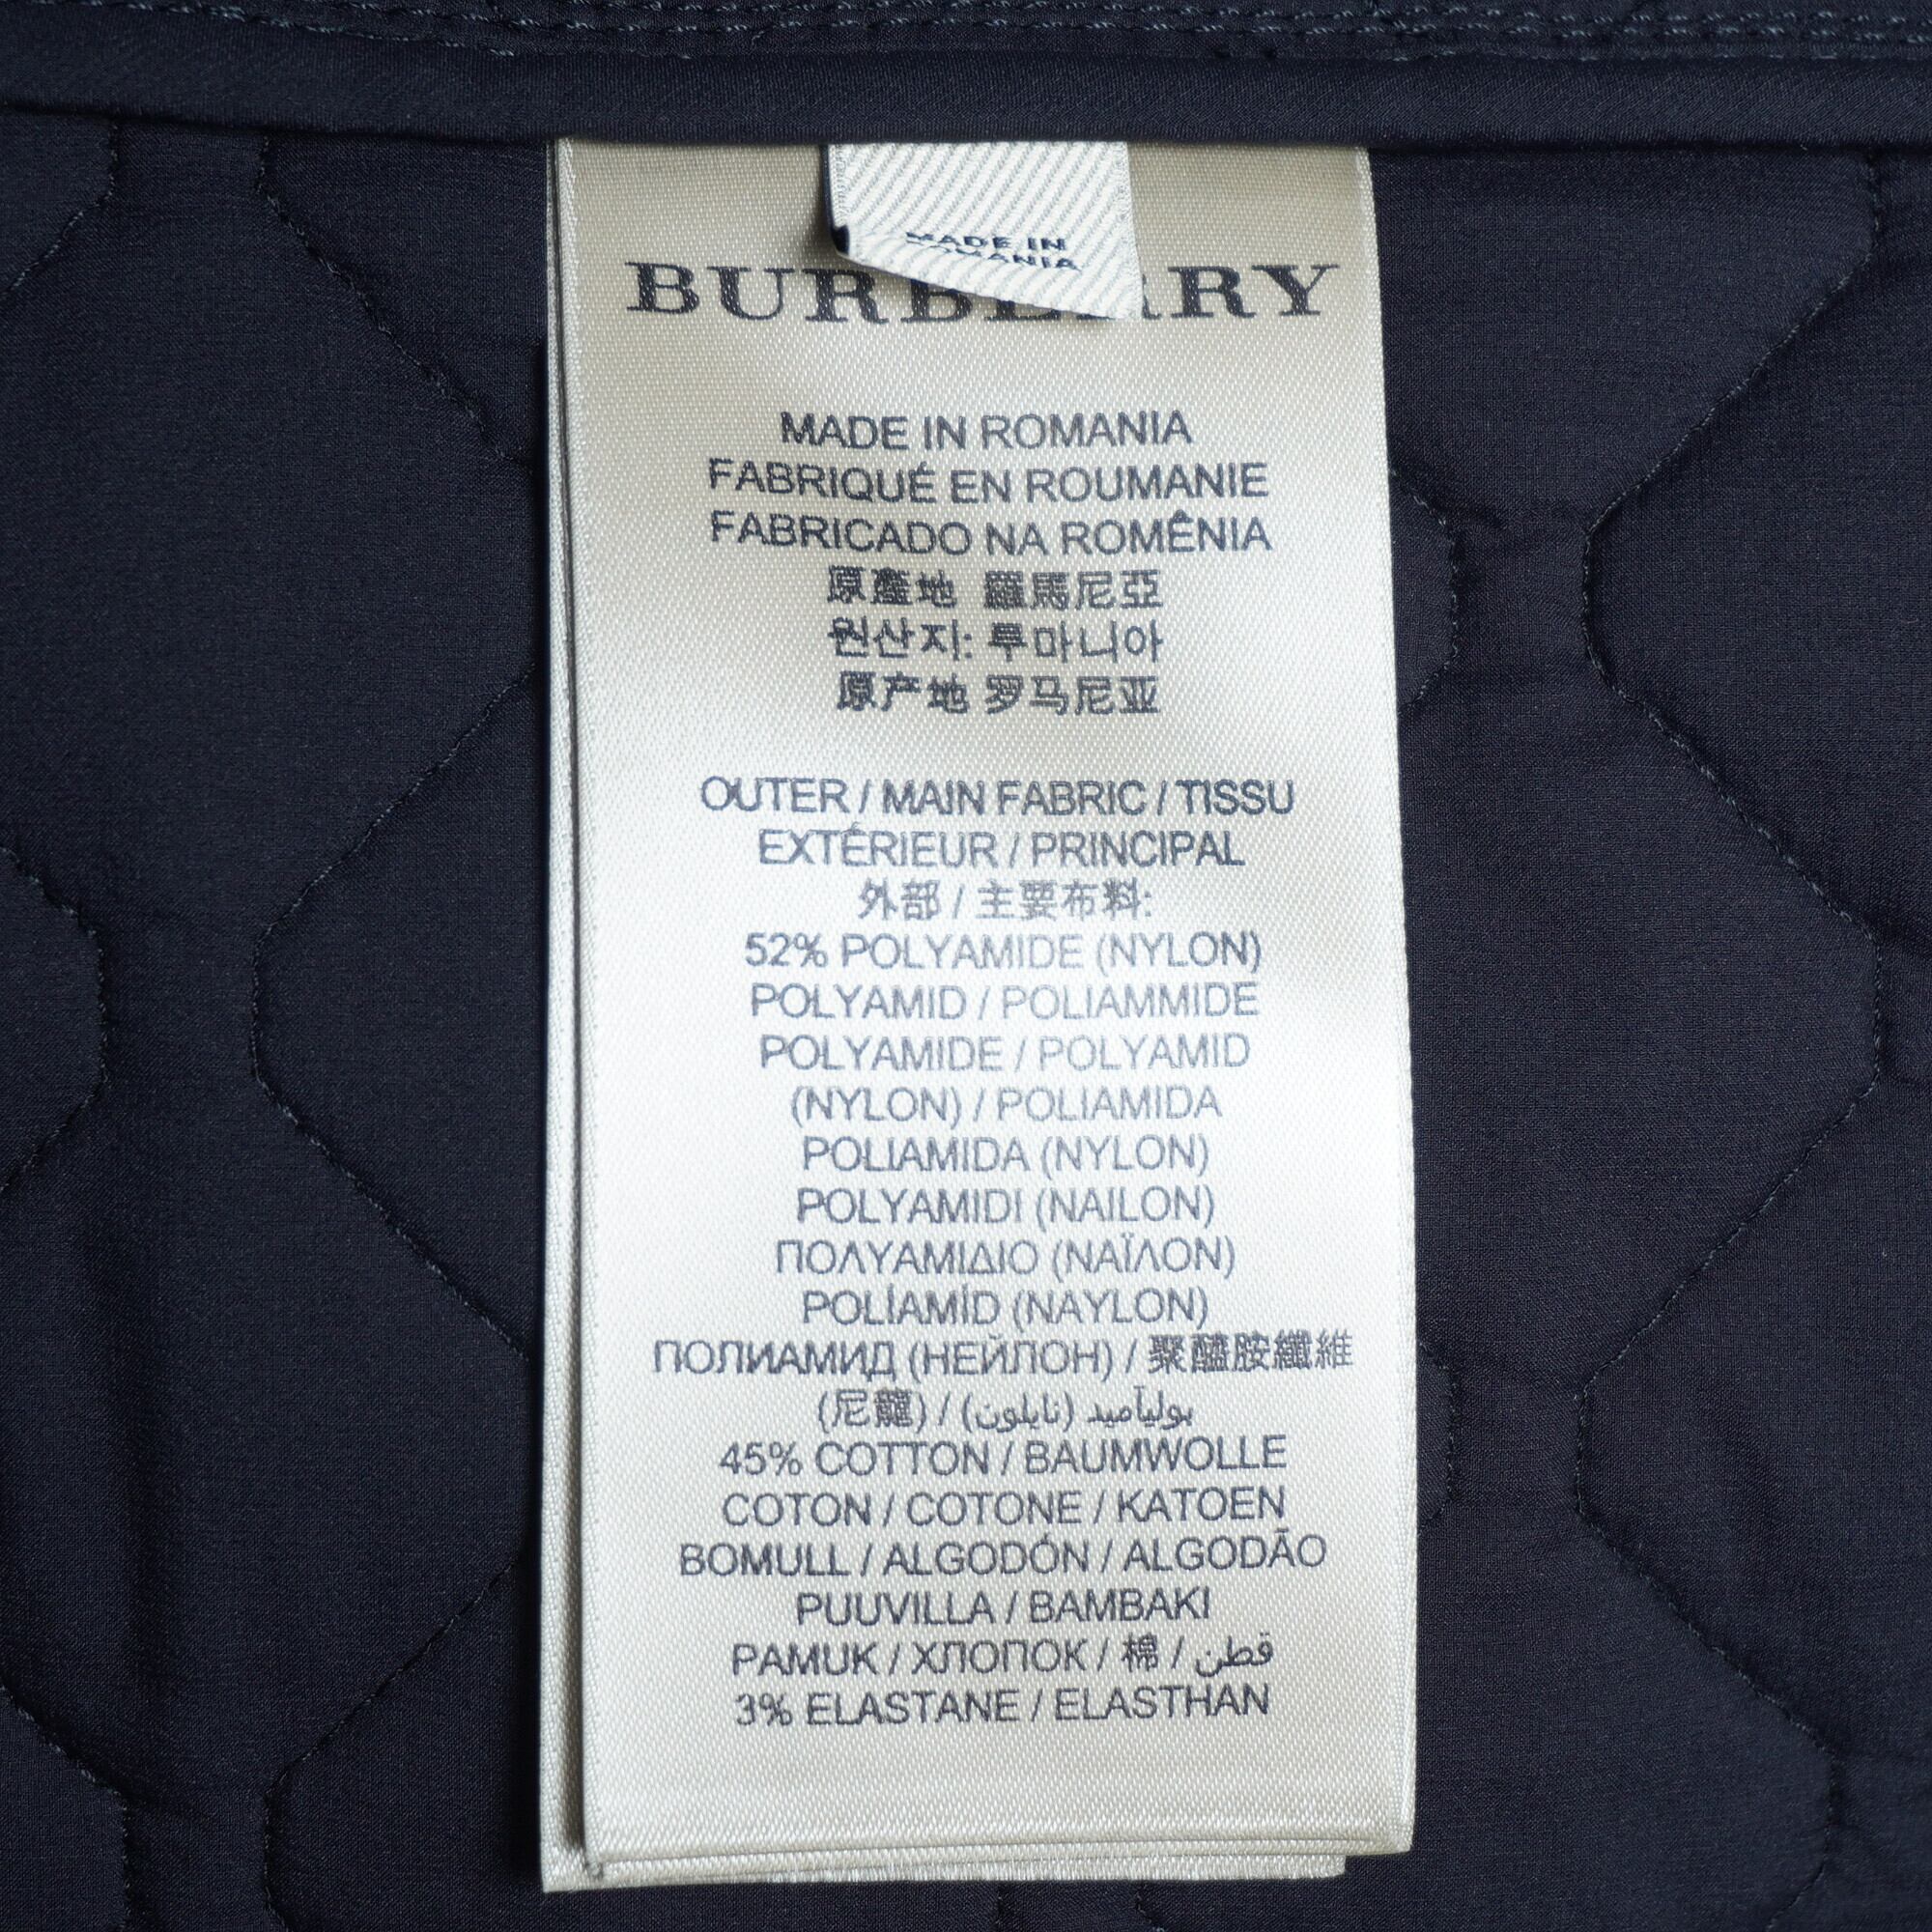 MADE IN
ROMANIA
BURBERRY
MADE IN ROMANIA
FABRIQUÉ EN ROUMANIE
FABRICADO NA ROMÊNIA
原產地 羅馬尼亞
원산지: 루마니아
原产地 罗马尼亚
OUTER / MAIN FABRIC / TISSU
EXTÉRIEUR / PRINCIPAL
外部 / 主要布料:
52% POLYAMIDE (NYLON)
POLYAMID / POLIAMMIDE
POLYAMIDE / POLYAMID
(NYLON) / POLIAMIDA
POLIAMIDA (NYLON)
POLYAMIDI (NAILON)
ΠΟΛΥΑΜΙΔΙΟ (ΝΑΪΛΟΝ)
POLÍAMÍD (NAYLON)
ПОЛИАМИД (НЕЙЛОН) / 聚醯胺纖維
(尼龍) / بولیآمید (نایلون)
45% COTTON / BAUMWOLLE
COTON / COTONE / KATOEN
BOMULL / ALGODÓN / ALGODÃO
PUUVILLA / BAMBAKI
PAMUK / ХЛОПОК / 棉 / قطن
3% ELASTANE / ELASTHAN